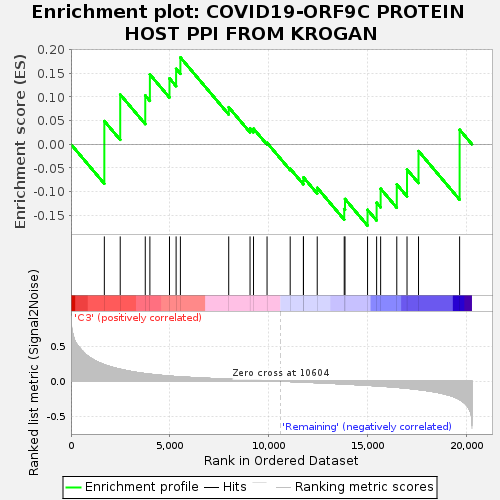 Enrichment plot: COVID19-ORF9C PROTEIN
HOST PPI FROM KROGAN
Enrichment score (ES)
0.20
0.15
0.10
0.05
0.00
-0.05
-0.10
-0.15
'C3' (positively correlated)
Ranked list metric (Signal2Noise)
0.5
0.0
-0.5
Zero cross at 10604
'Remaining' (negatively correlated)
0
5,000
10,000
15,000
20,000
Rank in Ordered Dataset
Enrichment profile
Hits
Ranking metric scores